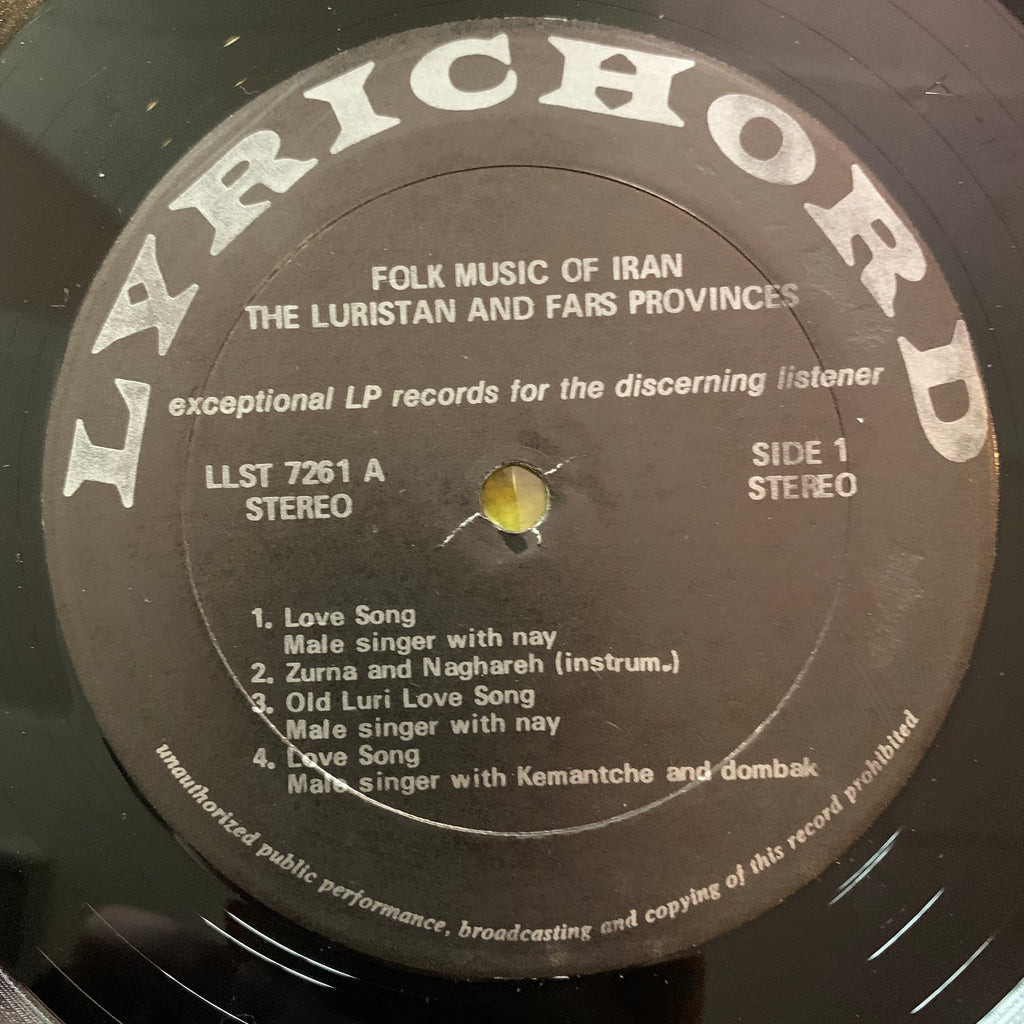 LYRICHORD
FOLK MUSIC OF IRAN
THE LURISTAN AND FARS PROVINCES
exceptional LP records for the discerning listener
LLST 7261 A
STEREO
SIDE 1
STEREO
1. Love Song
Male singer with nay
2. Zurna and Naghareh (instrum.)
3. Old Luri Love Song
Male singer with nay
4. Love Song
Male singer with Kemantche and dombak
unauthorized public performance, broadcasting and copying of this record prohibited